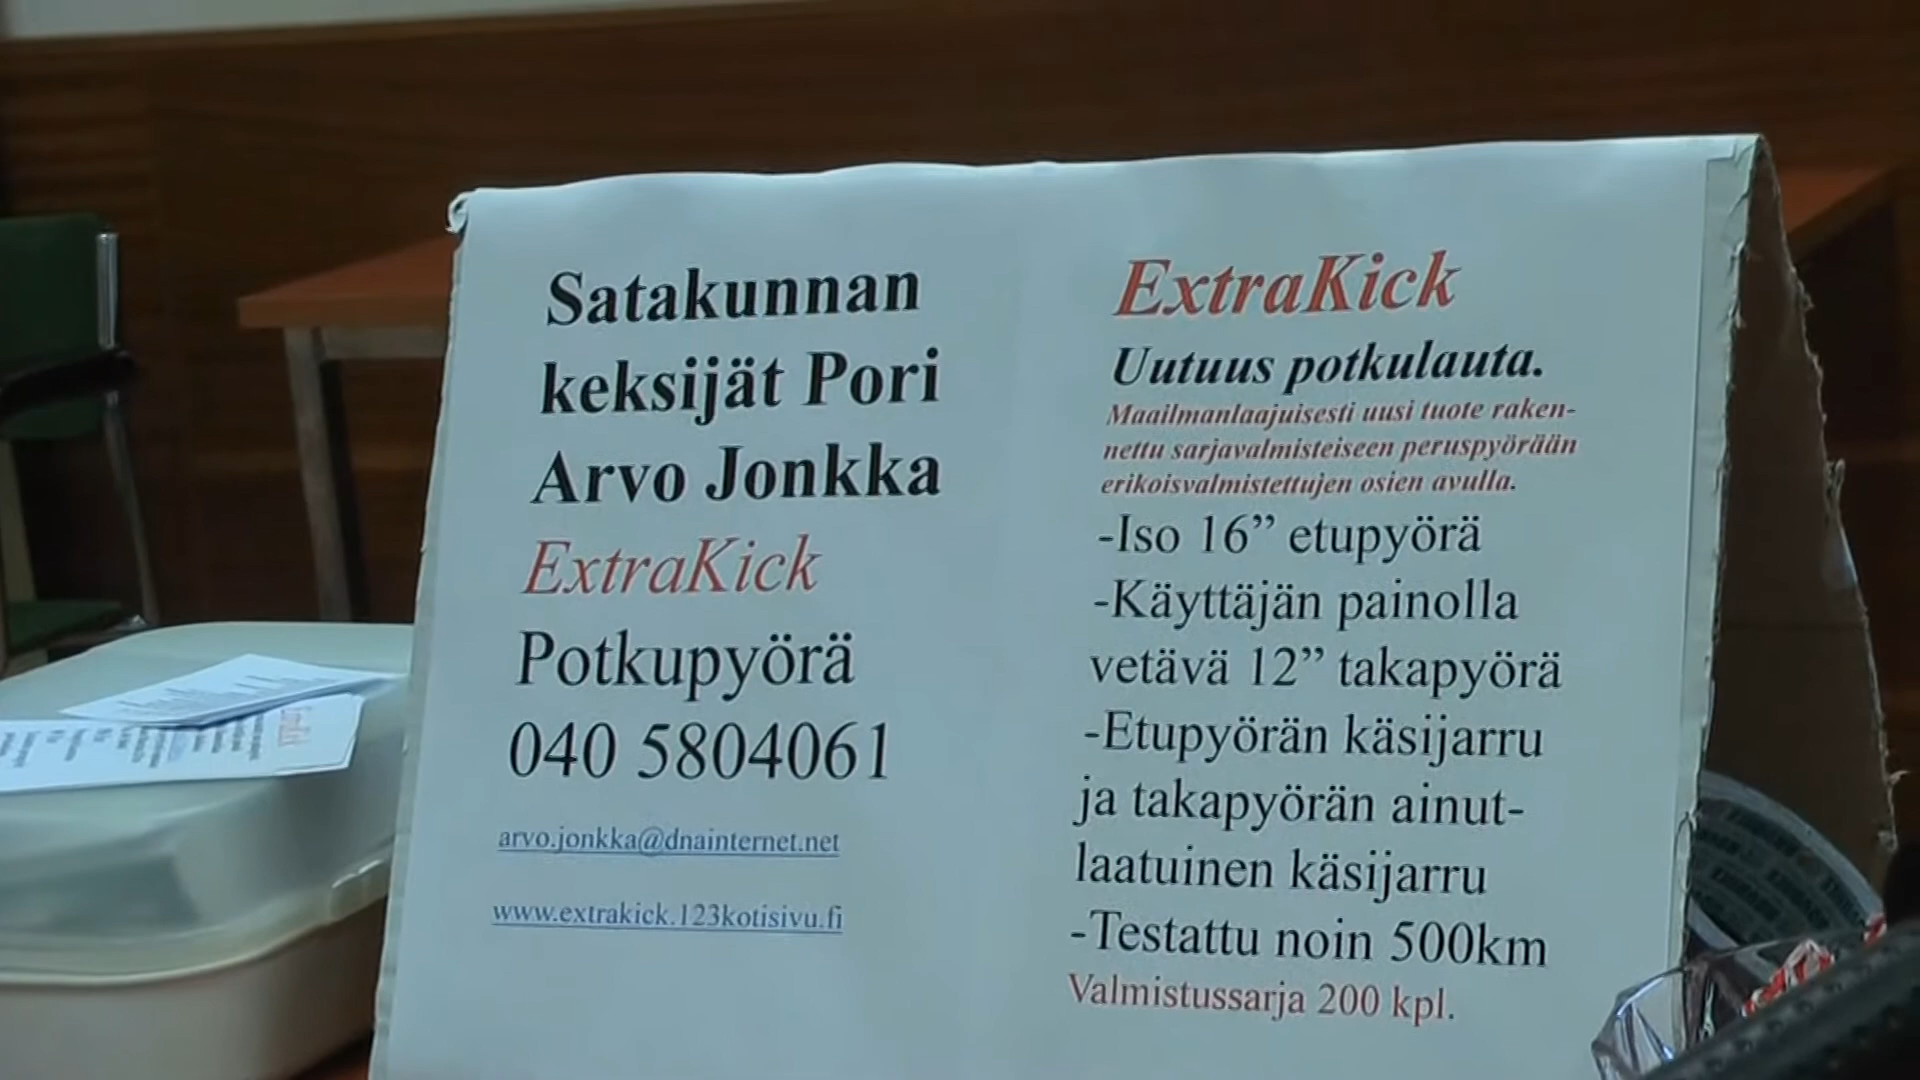 Satakunnan
keksijät Pori
Arvo Jonkka
ExtraKick
Potkupyörä
040 5804061
arvo.jonkka@dnainternet.net
www.extrakick.123kotisivu.fi
ExtraKick
Uutuus potkulauta.
Maailmanlaajuisesti uusi tuote raken-
nettu sarjavalmisteiseen peruspyörään
erikoisvalmistettujen osien avulla.
-Iso 16” etupyörä
-Käyttäjän painolla
vetävä 12” takapyörä
-Etupyörän käsijarru
ja takapyörän ainut-
laatuinen käsijarru
-Testattu noin 500km
Valmistussarja 200 kpl.